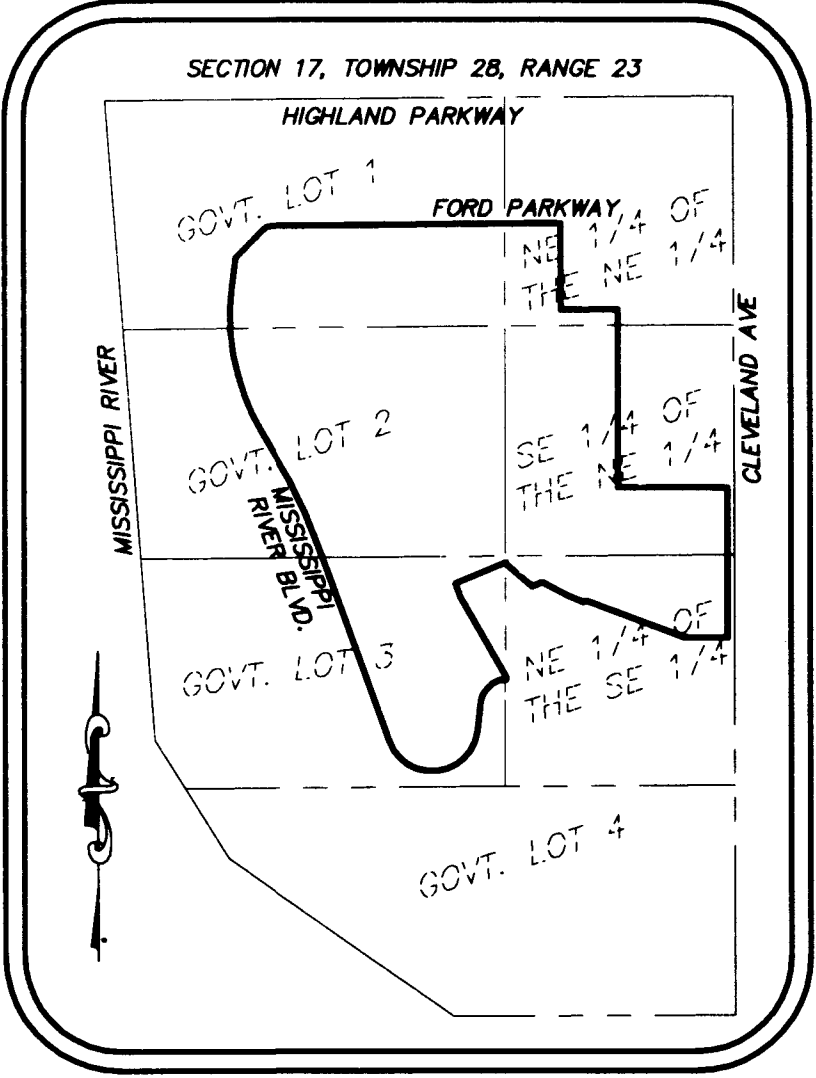 SECTION 17, TOWNSHIP 28, RANGE 23
HIGHLAND PARKWAY
GOVT. LOT 1
FORD PARKWAY
NE 1/4 OF
THE NE 1/4
CLEVELAND AVE
MISSISSIPPI RIVER
GOVT. LOT 2
SE 1/4 OF
THE NE 1/4
MISSISSIPPI
RIVER BLVD.
GOVT. LOT 3
NE 1/4 OF
THE SE 1/4
GOVT. LOT 4